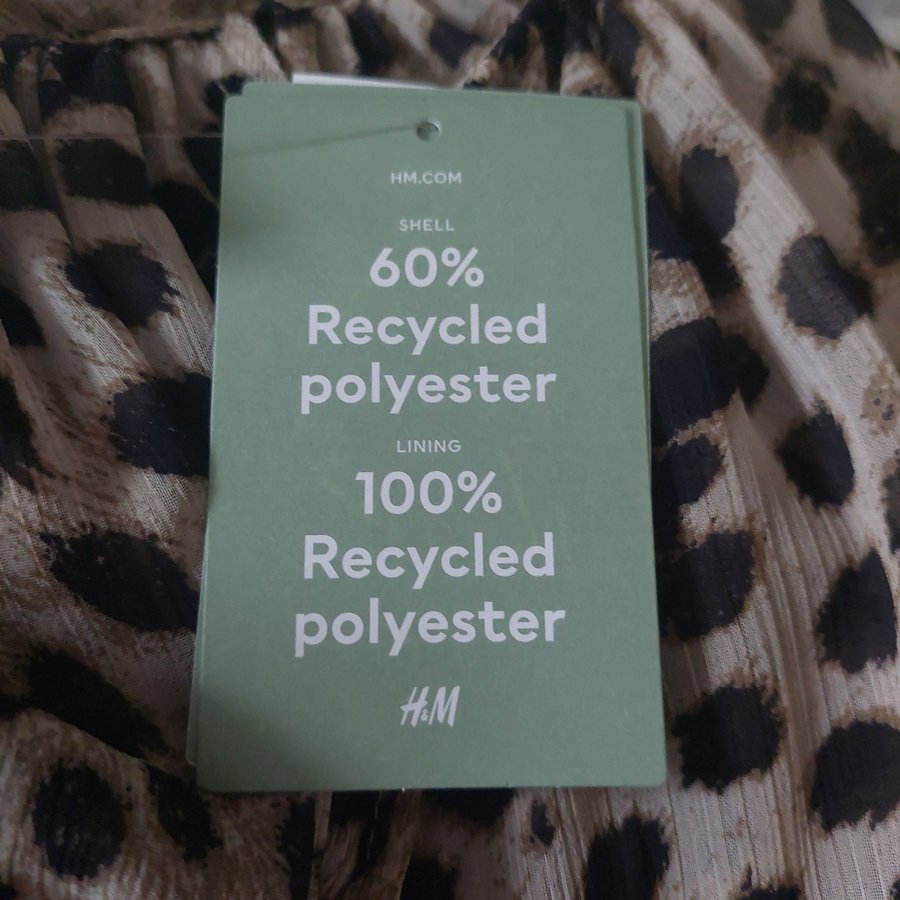 HM.COM
SHELL
60%
Recycled
polyester
LINING
100%
Recycled
polyester
H&M